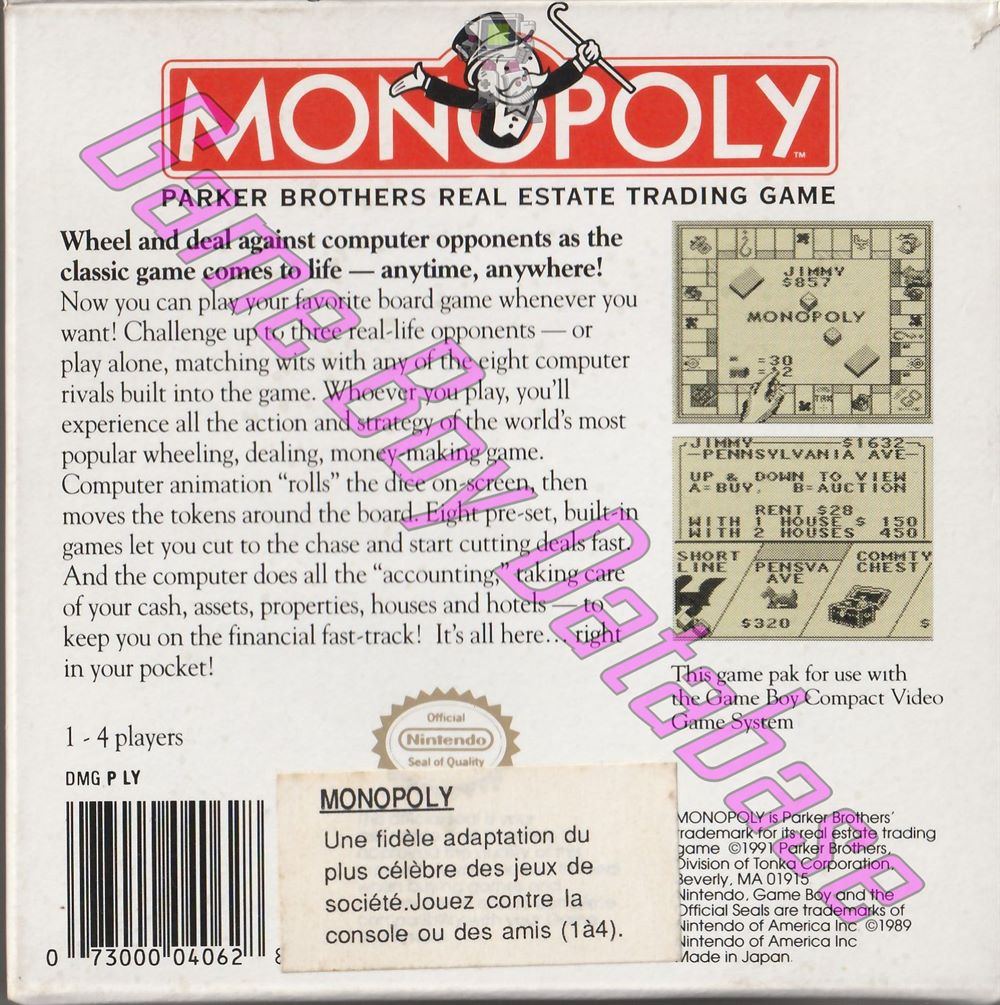 MONOPOLY
TM
PARKER BROTHERS REAL ESTATE TRADING GAME
Wheel and deal against computer opponents as the
classic game comes to life — anytime, anywhere!
Now you can play your favorite board game whenever you
want! Challenge up to three real-life opponents — or
play alone, matching wits with any of the eight computer
rivals built into the game. Whoever you play, you'll
experience all the action and strategy of the world's most
popular wheeling, dealing, money-making game.
Computer animation “rolls” the dice on-screen, then
moves the tokens around the board. Eight pre-set, built-in
games let you cut to the chase and start cutting deals fast.
And the computer does all the “accounting,” taking care
of your cash, assets, properties, houses and hotels — to
keep you on the financial fast-track! It's all here... right
in your pocket!
1 - 4 players
DMG P LY
0 73000 04062 8
Official
Nintendo
Seal of Quality
MONOPOLY
Une fidèle adaptation du
plus célèbre des jeux de
société.Jouez contre la
console ou des amis (1à4).
JIMMY
$857
MONOPOLY
=30
TAX
JIMMY $1632
PENNSYLVANIA AVE
UP & DOWN TO VIEW
A=BUY, B=AUCTION
RENT $28
WITH 1 HOUSE $ 150
WITH 2 HOUSES 450
SHORT LINE
PENSVA AVE
COMMTY CHEST
$320
$
This game pak for use with
the Game Boy Compact Video
Game System
MONOPOLY is Parker Brothers'
trademark for its real estate trading
game ©1991 Parker Brothers,
Division of Tonka Corporation,
Beverly, MA 01915
Nintendo, Game Boy and the
Official Seals are trademarks of
Nintendo of America Inc ©1989
Nintendo of America Inc
Made in Japan.
Game Boy Database